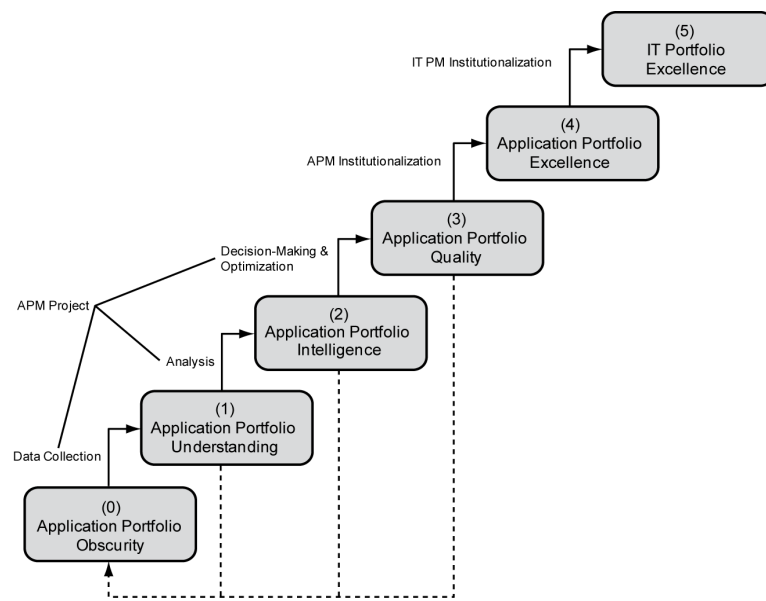 (5)
IT Portfolio
Excellence
IT PM Institutionalization
(4)
Application Portfolio
Excellence
APM Institutionalization
(3)
Application Portfolio
Quality
Decision-Making &
Optimization
APM Project
(2)
Application Portfolio
Intelligence
Analysis
(1)
Application Portfolio
Understanding
Data Collection
(0)
Application Portfolio
Obscurity